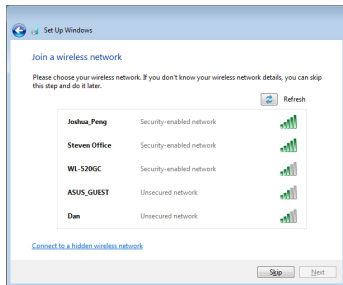 Set Up Windows
Join a wireless network
Please choose your wireless network. If you don't know your wireless network details, you can skip
this step and do it later.
Refresh
Joshua_Peng Security-enabled network
Steven Office Security-enabled network
WL-520GC Security-enabled network
ASUS_GUEST Unsecured network
Dan Unsecured network
Connect to a hidden wireless network
Skip Next